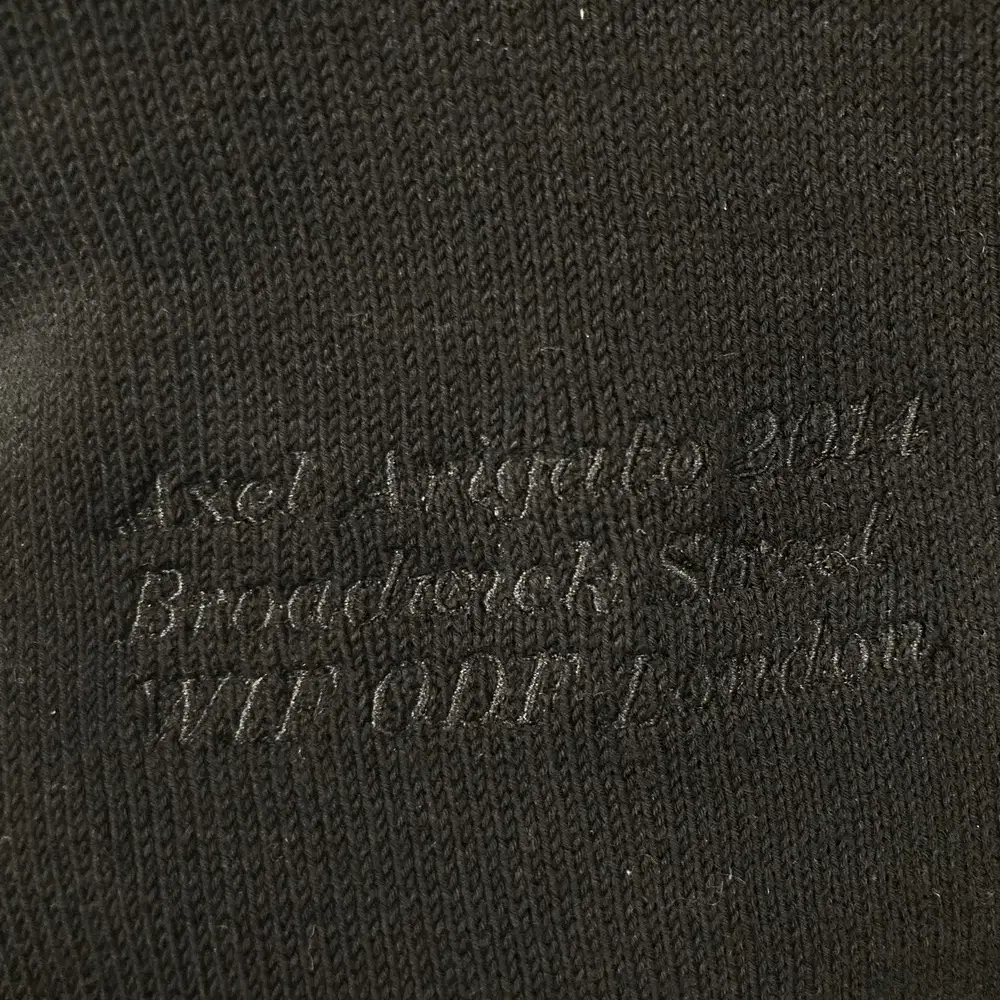 Axel Arigato 2014
Broadwick Street
W1F 0DF London